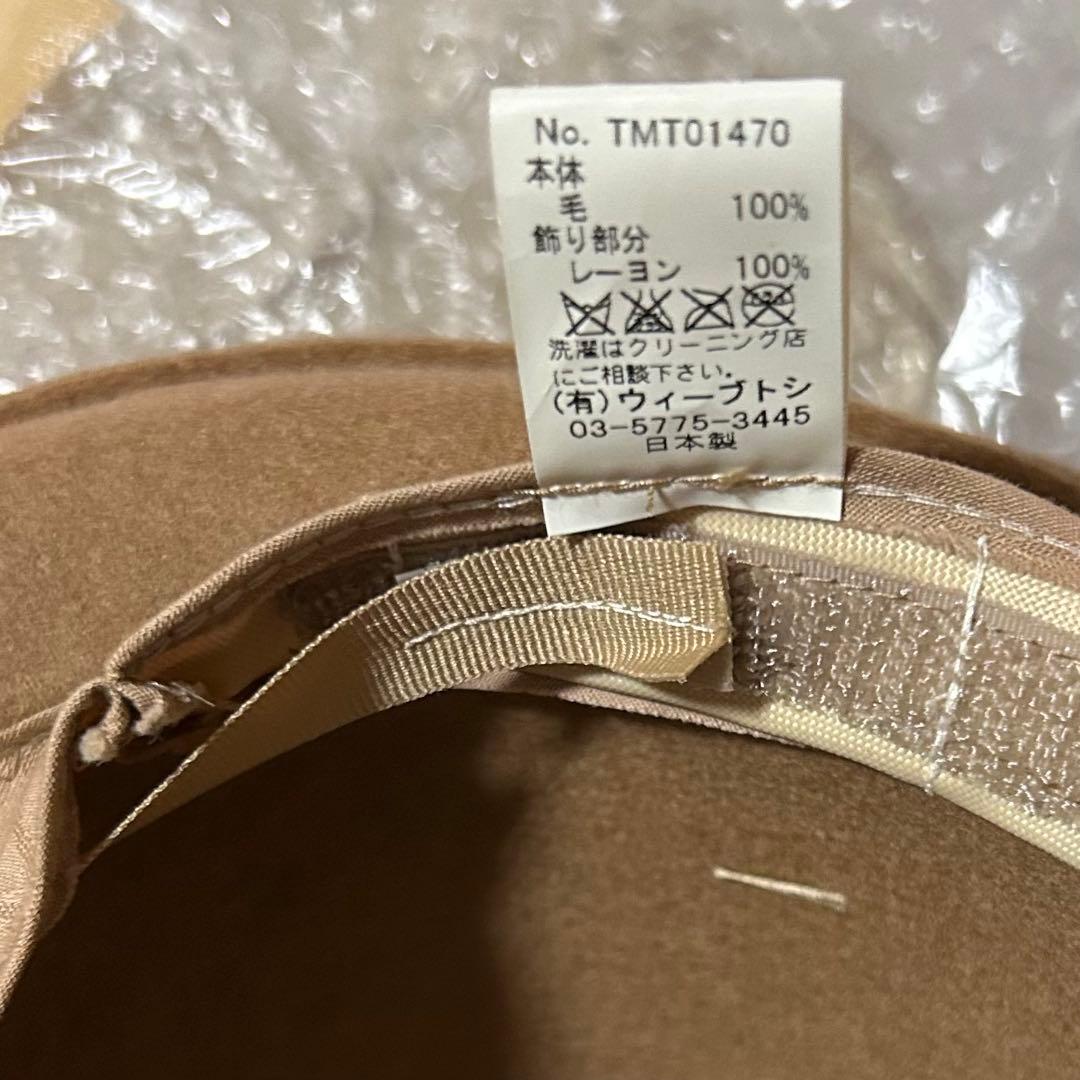 No. TMT01470
本体
毛 100%
飾り部分
レーヨン 100%
洗濯はクリーニング店
にご相談下さい。
(有)ウィーブトシ
03-5775-3445
日本製